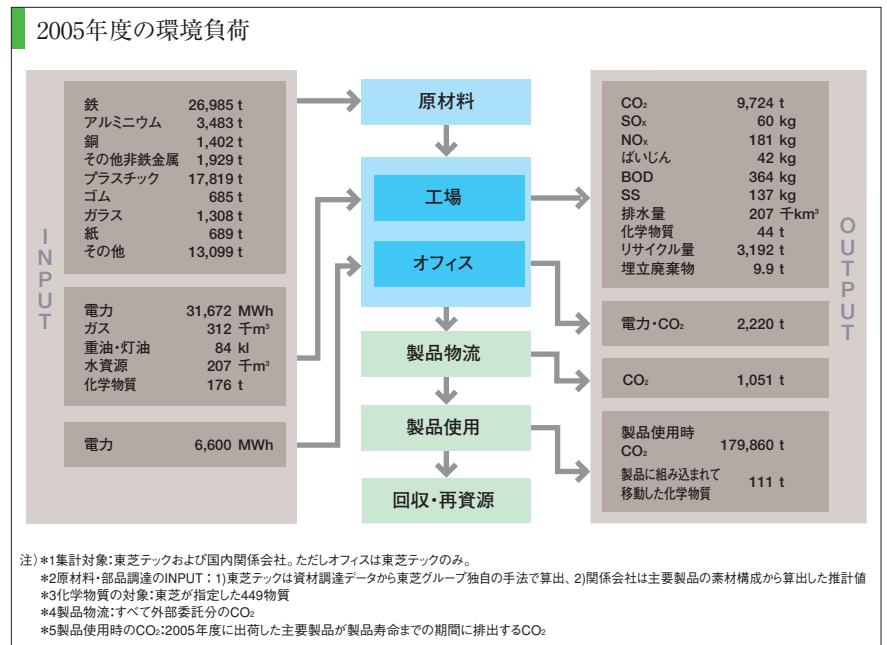 2005年度の環境負荷
INPUT
鉄 26,985 t
アルミニウム 3,483 t
銅 1,402 t
その他非鉄金属 1,929 t
プラスチック 17,819 t
ゴム 685 t
ガラス 1,308 t
紙 689 t
その他 13,099 t
電力 31,672 MWh
ガス 312 千m³
重油・灯油 84 kl
水資源 207 千m³
化学物質 176 t
電力 6,600 MWh
原材料
工場
オフィス
製品物流
製品使用
回収・再資源
CO₂ 9,724 t
SOx 60 kg
NOx 181 kg
ばいじん 42 kg
BOD 364 kg
SS 137 kg
排水量 207 千km³
化学物質 44 t
リサイクル量 3,192 t
埋立廃棄物 9.9 t
電力・CO₂ 2,220 t
CO₂ 1,051 t
製品使用時
CO₂ 179,860 t
製品に組み込まれて
移動した化学物質 111 t
OUTPUT
注)*1集計対象:東芝テックおよび国内関係会社。ただしオフィスは東芝テックのみ。
*2原材料・部品調達のINPUT:1)東芝テックは資材調達データから東芝グループ独自の手法で算出、2)関係会社は主要製品の素材構成から算出した推計値
*3化学物質の対象:東芝が指定した449物質
*4製品物流:すべて外部委託分のCO₂
*5製品使用時のCO₂:2005年度に出荷した主要製品が製品寿命までの期間に排出するCO₂